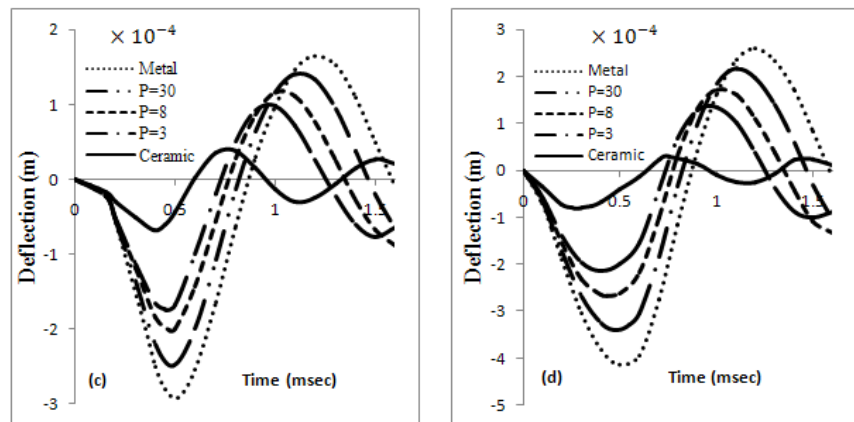 2
× 10⁻⁴
Metal
P=30
P=8
P=3
Ceramic
1
0
0
0.5
1
1.5
-1
-2
-3
Deflection (m)
(c)
Time (msec)
5
× 10⁻⁴
4
Metal
P=30
P=8
P=3
Ceramic
3
2
1
0
0
0.5
1
1.5
-1
-2
-3
-4
-5
Deflection (m)
(d)
Time (msec)